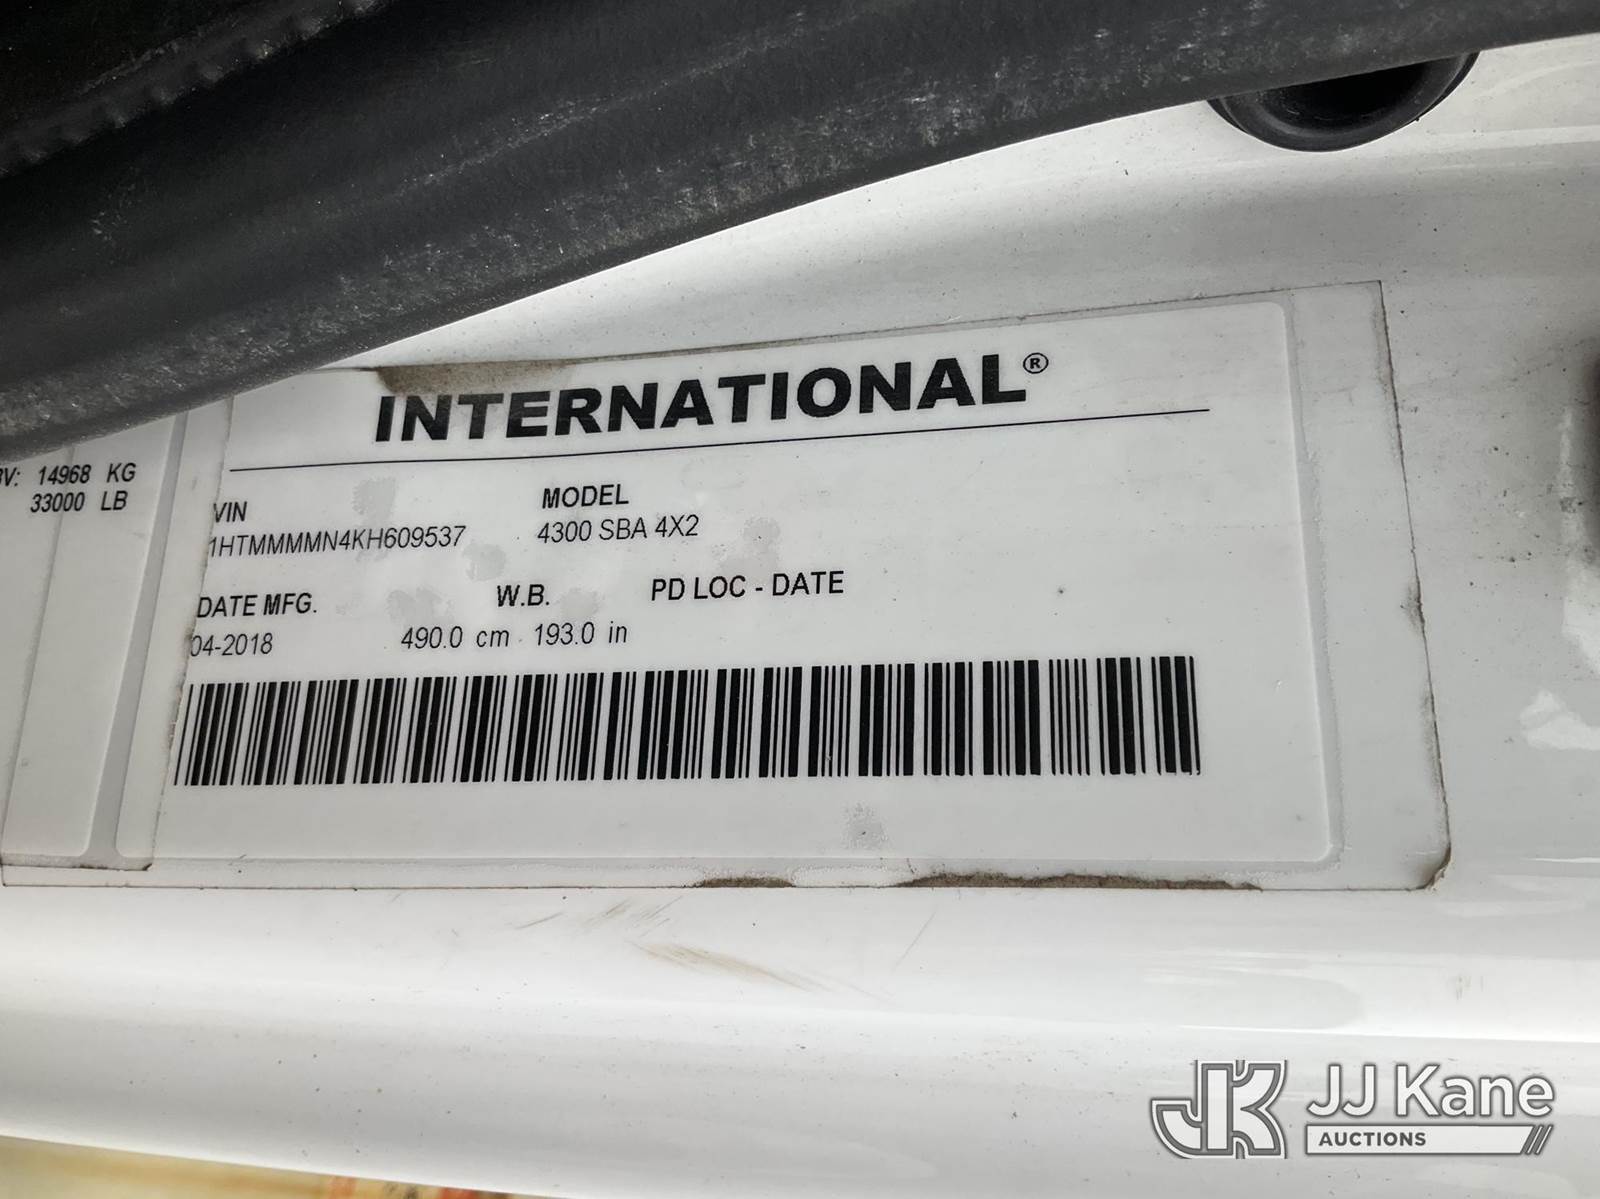 INTERNATIONAL®
14968 KG
33000 LB
VIN
MODEL
1HTMMMMN4KH609537
4300 SBA 4X2
DATE MFG.
W.B.
PD LOC - DATE
04-2018
490.0 cm
193.0 in
JK
JJ Kane
AUCTIONS